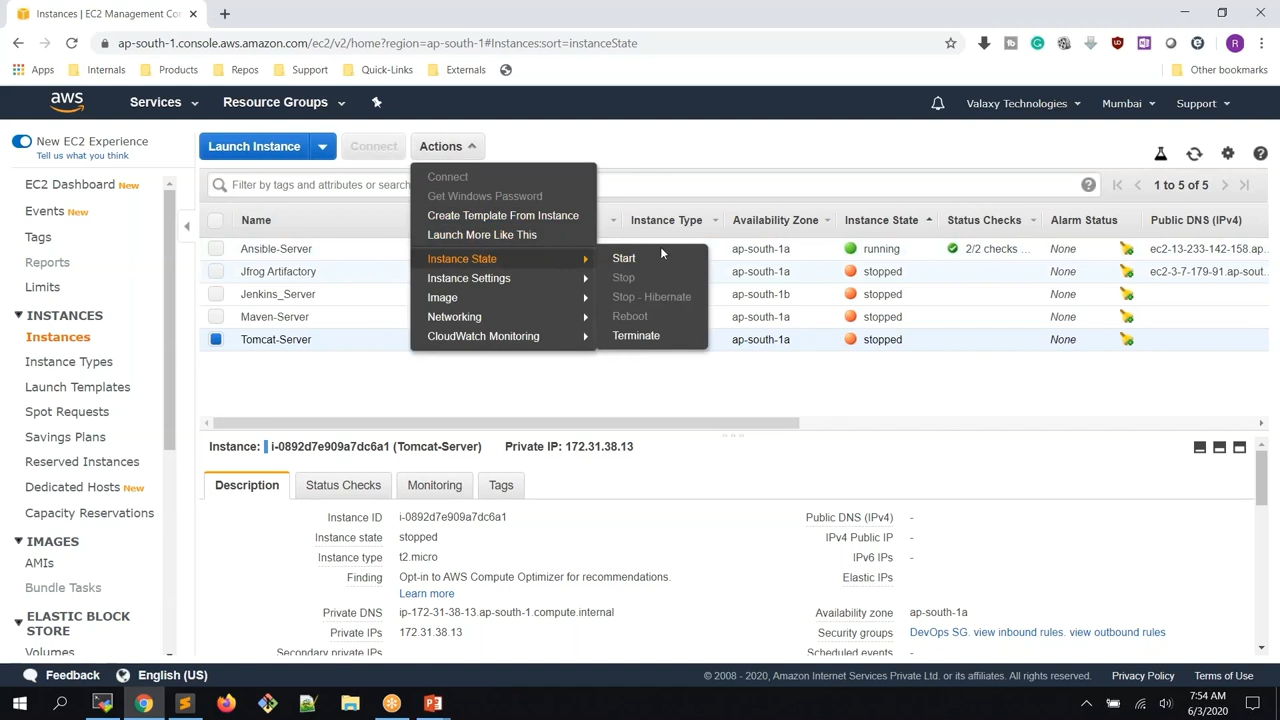 Instances | EC2 Management Con
ap-south-1.console.aws.amazon.com/ec2/v2/home?region=ap-south-1#Instances:sort=instanceState
Apps Internals Products Repos Support Quick-Links Externals Other bookmarks
aws Services Resource Groups Valaxy Technologies Mumbai Support
New EC2 Experience
Tell us what you think
EC2 Dashboard New
Events New
Tags
Reports
Limits
INSTANCES
Instances
Instance Types
Launch Templates
Spot Requests
Savings Plans
Reserved Instances
Dedicated Hosts New
Capacity Reservations
IMAGES
AMIs
Bundle Tasks
ELASTIC BLOCK
STORE
Volumes
Launch Instance Connect Actions
Filter by tags and attributes or search 1 to 5 of 5
Connect
Get Windows Password
Create Template From Instance
Launch More Like This
Instance State
Instance Settings
Image
Networking
CloudWatch Monitoring
Start
Stop
Stop - Hibernate
Reboot
Terminate
Name Instance Type Availability Zone Instance State Status Checks Alarm Status Public DNS (IPv4)
Ansible-Server ap-south-1a running 2/2 checks ... None ec2-13-233-142-158.ap...
Jfrog Artifactory ap-south-1a stopped None ec2-3-7-179-91.ap-sout...
Jenkins_Server ap-south-1b stopped None
Maven-Server ap-south-1a stopped None
Tomcat-Server ap-south-1a stopped None
Instance: i-0892d7e909a7dc6a1 (Tomcat-Server) Private IP: 172.31.38.13
Description Status Checks Monitoring Tags
Instance ID i-0892d7e909a7dc6a1 Public DNS (IPv4) -
Instance state stopped IPv4 Public IP -
Instance type t2.micro IPv6 IPs -
Finding Opt-in to AWS Compute Optimizer for recommendations. Elastic IPs
Learn more
Private DNS ip-172-31-38-13.ap-south-1.compute.internal Availability zone ap-south-1a
Private IPs 172.31.38.13 Security groups DevOps SG. view inbound rules. view outbound rules
Secondary private IPs Scheduled events -
Feedback English (US) © 2008 - 2020, Amazon Internet Services Private Ltd. or its affiliates. All rights reserved. Privacy Policy Terms of Use
7:54 AM
6/3/2020